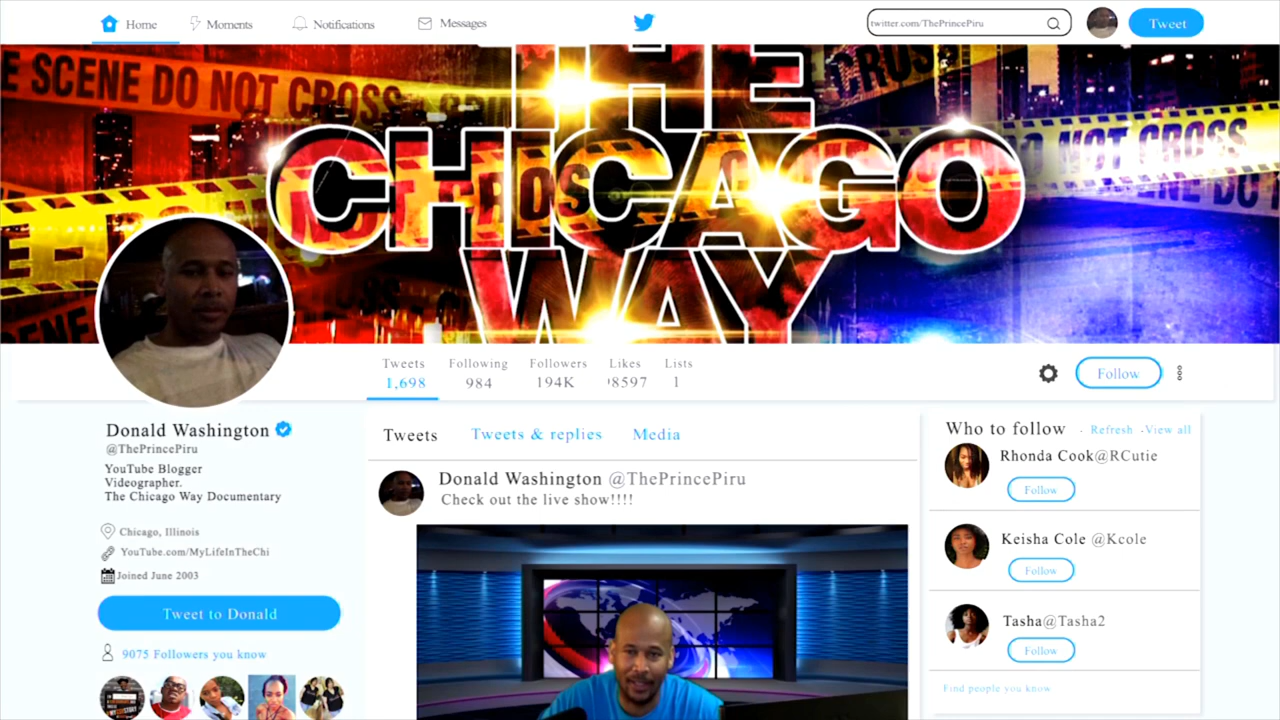 Home
Moments
Notifications
Messages
twitter.com/ThePrincePiru
Tweet
E SCENE DO NOT CROSS
CROSS
THE
CHICAGO
WAY
NOT CROSS
SCENE DO
Tweets
Following
Followers
Likes
Lists
1,698
984
194K
8597
1
Follow
Donald Washington
@ThePrincePiru
YouTube Blogger
Videographer.
The Chicago Way Documentary
Chicago, Illinois
YouTube.com/MyLifeInTheChi
Joined June 2003
Tweet to Donald
9075 Followers you know
Tweets
Tweets & replies
Media
Donald Washington @ThePrincePiru
Check out the live show!!!!
Who to follow · Refresh ·View all
Rhonda Cook@RCutie
Follow
Keisha Cole @Kcole
Follow
Tasha@Tasha2
Follow
Find people you know